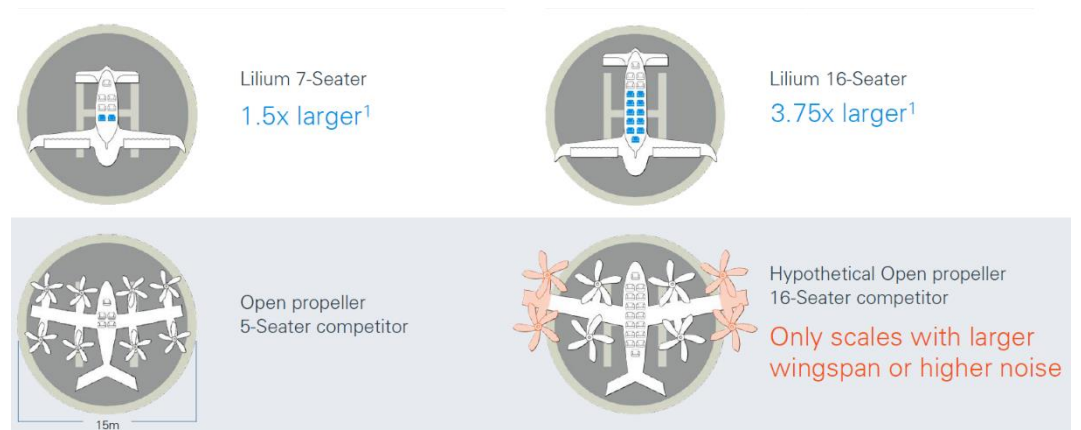 Lilium 7-Seater
1.5x larger¹
Lilium 16-Seater
3.75x larger¹
Open propeller
5-Seater competitor
15m
Hypothetical Open propeller
16-Seater competitor
Only scales with larger
wingspan or higher noise